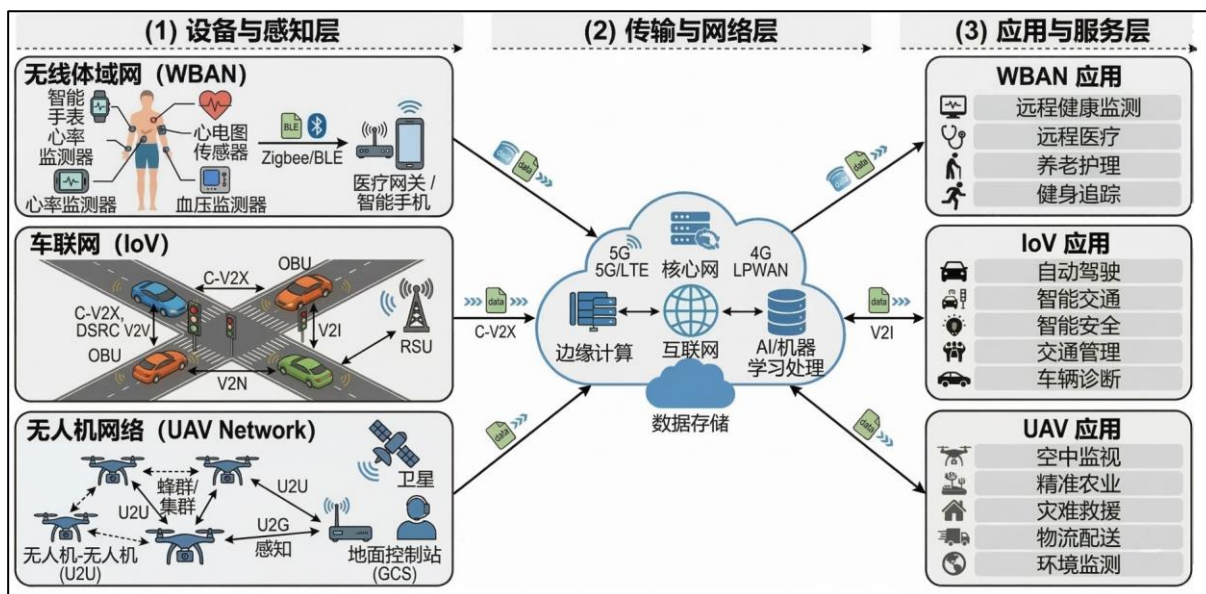 (1) 设备与感知层
(2) 传输与网络层
(3) 应用与服务层
无线体域网（WBAN）
智能
手表
心率
监测器
心率监测器
心电图
传感器
血压监测器
BLE
Zigbee/BLE
医疗网关 /
智能手机
车联网（IoV）
C-V2X
OBU
C-V2X,
DSRC V2V
V2I
OBU
V2N
RSU
无人机网络（UAV Network）
卫星
蜂群/
集群
U2U
U2U
U2G
感知
无人机-无人机
(U2U)
地面控制站
(GCS)
data
data
C-V2X
data
5G
5G/LTE
核心网
4G
LPWAN
边缘计算
互联网
AI/机器
学习处理
数据存储
data
data
V2I
data
WBAN 应用
远程健康监测
远程医疗
养老护理
健身追踪
IoV 应用
自动驾驶
智能交通
智能安全
交通管理
车辆诊断
UAV 应用
空中监视
精准农业
灾难救援
物流配送
环境监测